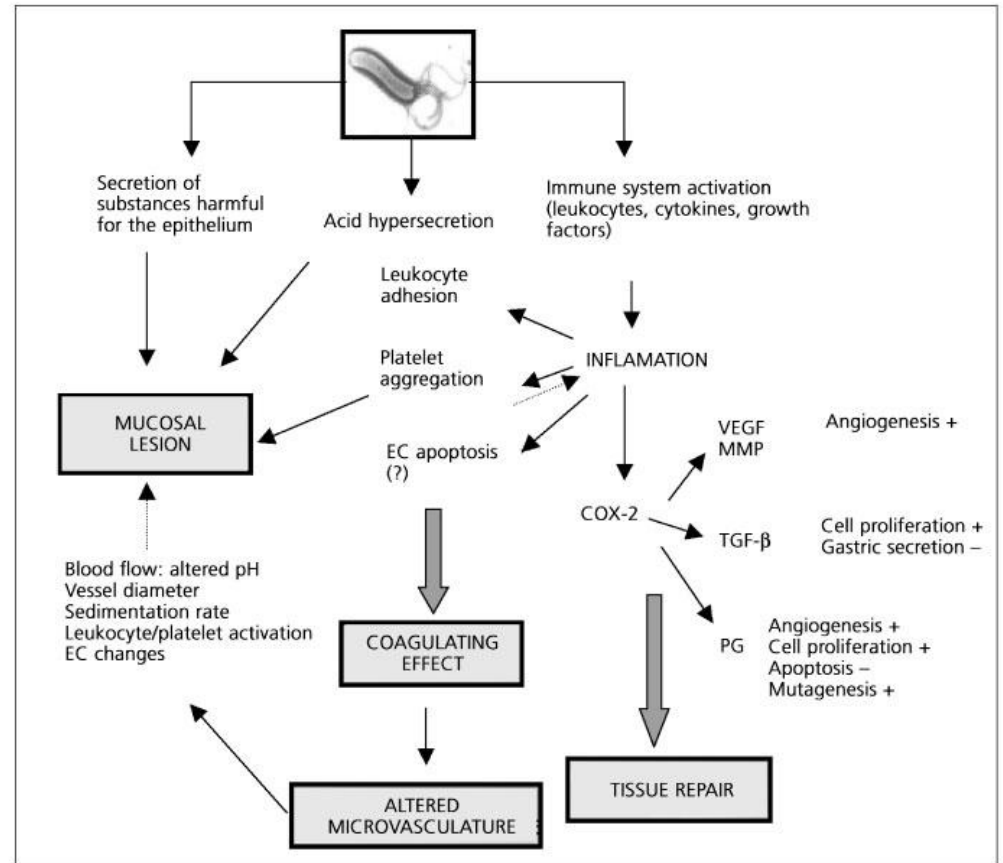 Secretion of
substances harmful
for the epithelium
Acid hypersecretion
Immune system activation
(leukocytes, cytokines, growth
factors)
Leukocyte
adhesion
Platelet
aggregation
INFLAMATION
MUCOSAL
LESION
EC apoptosis
(?)
VEGF
MMP
Angiogenesis +
COX-2
TGF-β
Cell proliferation +
Gastric secretion –
Blood flow: altered pH
Vessel diameter
Sedimentation rate
Leukocyte/platelet activation
EC changes
COAGULATING
EFFECT
PG
Angiogenesis +
Cell proliferation +
Apoptosis –
Mutagenesis +
ALTERED
MICROVASCULATURE
TISSUE REPAIR